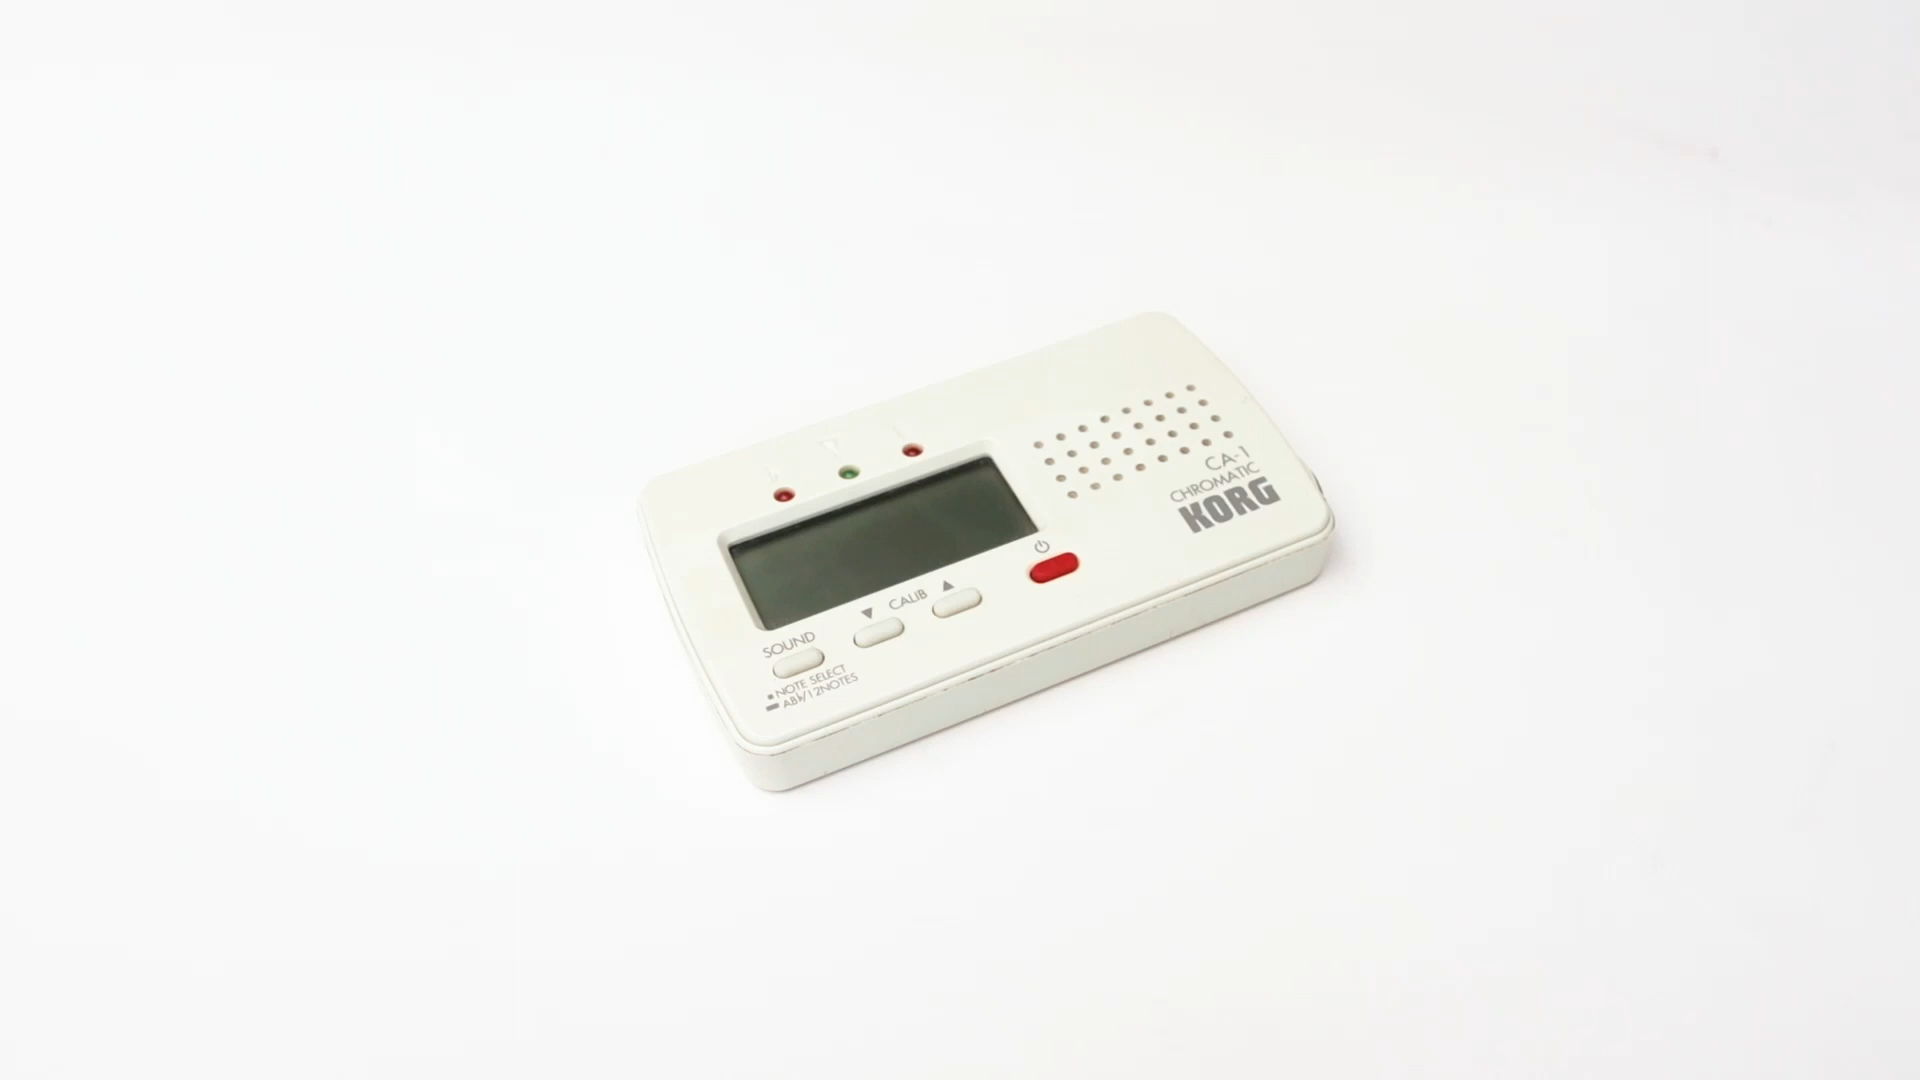 CA-1
CHROMATIC
KORG
CALIB
SOUND
NOTE SELECT
AB♭/12NOTES